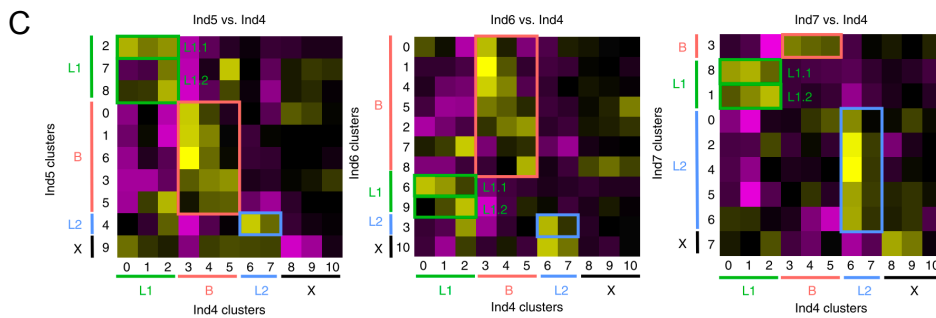 C
Ind5 vs. Ind4
Ind5 clusters
L1
B
L2
X
2
7
8
0
1
6
3
5
4
9
L1.1
L1.2
0 1 2 3 4 5 6 7 8 9 10
L1 B L2 X
Ind4 clusters
Ind6 vs. Ind4
Ind6 clusters
B
L1
L2
X
0
1
4
5
2
7
8
6
9
3
10
L1.1
L1.2
0 1 2 3 4 5 6 7 8 9 10
L1 B L2 X
Ind4 clusters
Ind7 vs. Ind4
Ind7 clusters
B
L1
L2
X
3
8
1
0
2
4
5
6
7
L1.1
L1.2
0 1 2 3 4 5 6 7 8 9 10
L1 B L2 X
Ind4 clusters